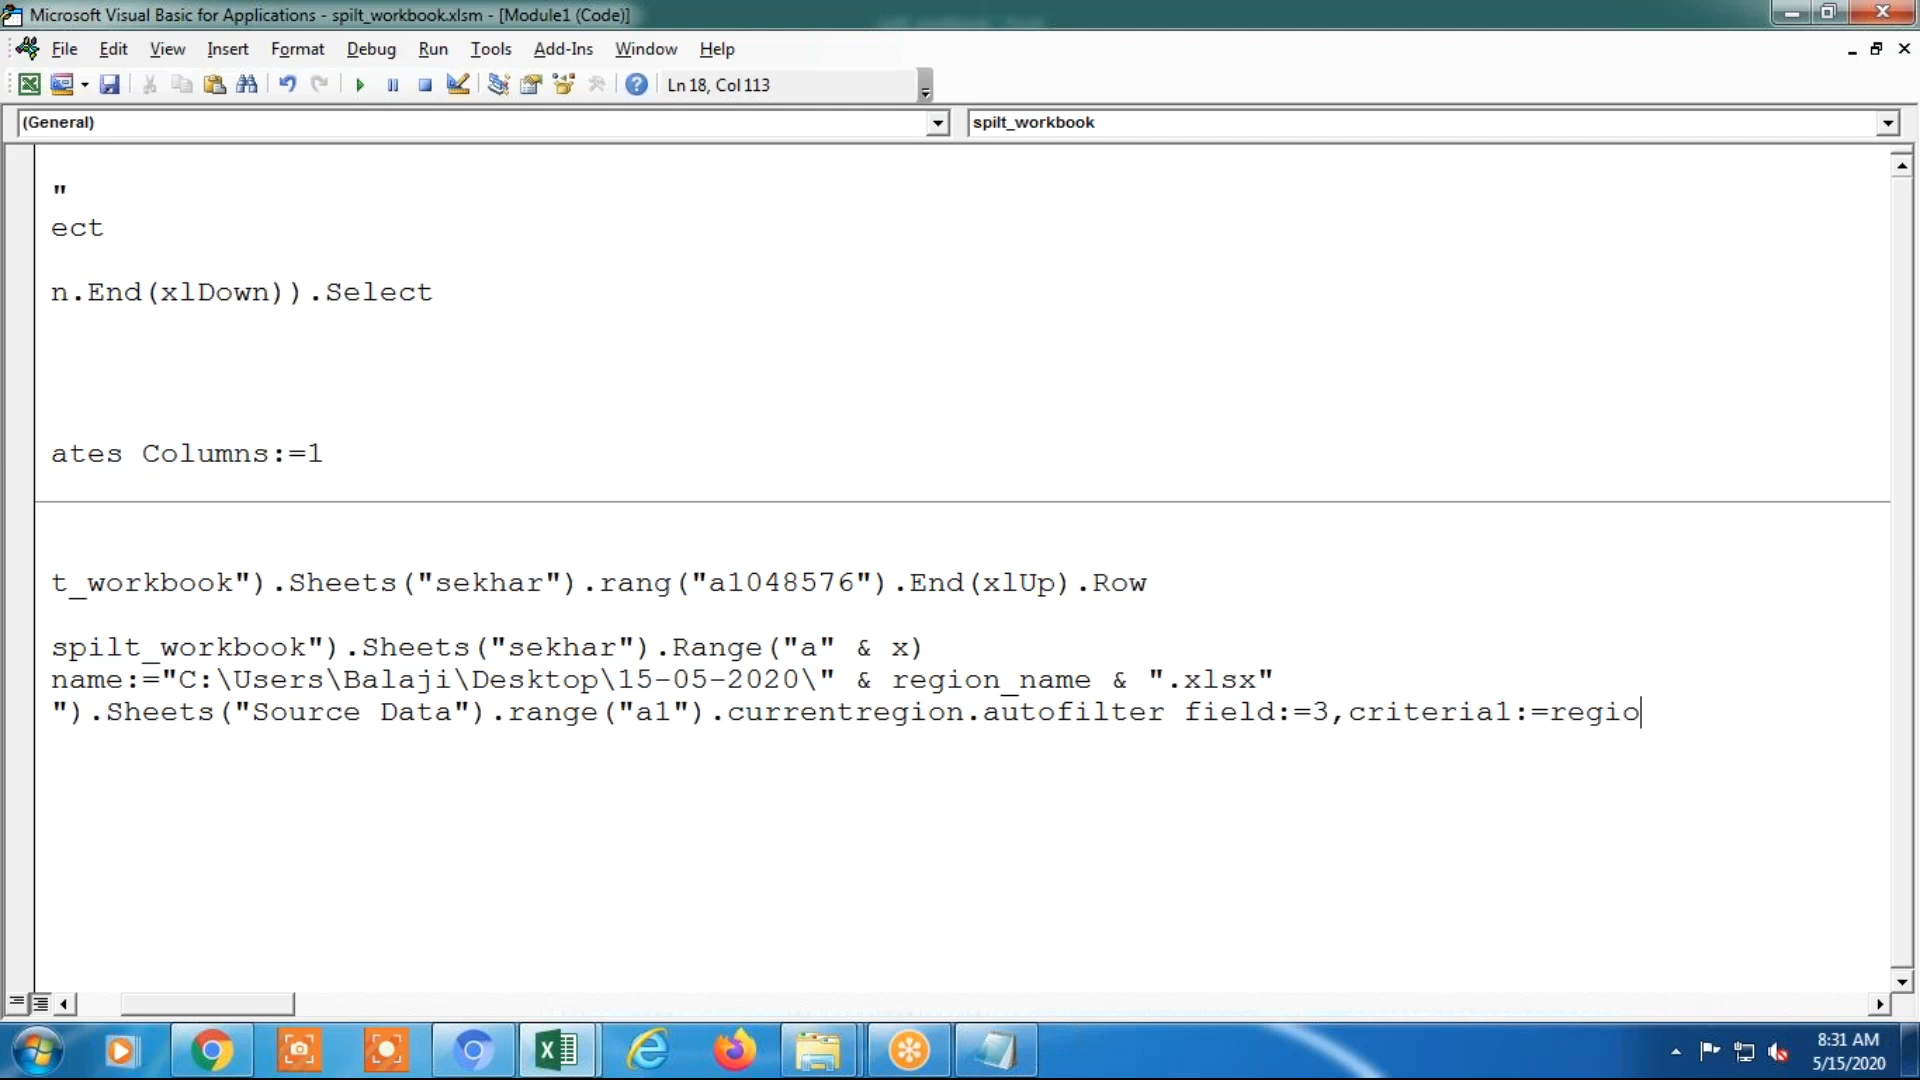 Microsoft Visual Basic for Applications - spilt_workbook.xlsm - [Module1 (Code)]
File Edit View Insert Format Debug Run Tools Add-Ins Window Help
Ln 18, Col 113
(General) spilt_workbook
"
ect
n.End(xlDown)).Select
ates Columns:=1
t_workbook").Sheets("sekhar").rang("a1048576").End(xlUp).Row
spilt_workbook").Sheets("sekhar").Range("a" & x)
name:="C:\Users\Balaji\Desktop\15-05-2020\" & region_name & ".xlsx"
").Sheets("Source Data").range("a1").currentregion.autofilter field:=3,criteria1:=regio
8:31 AM
5/15/2020